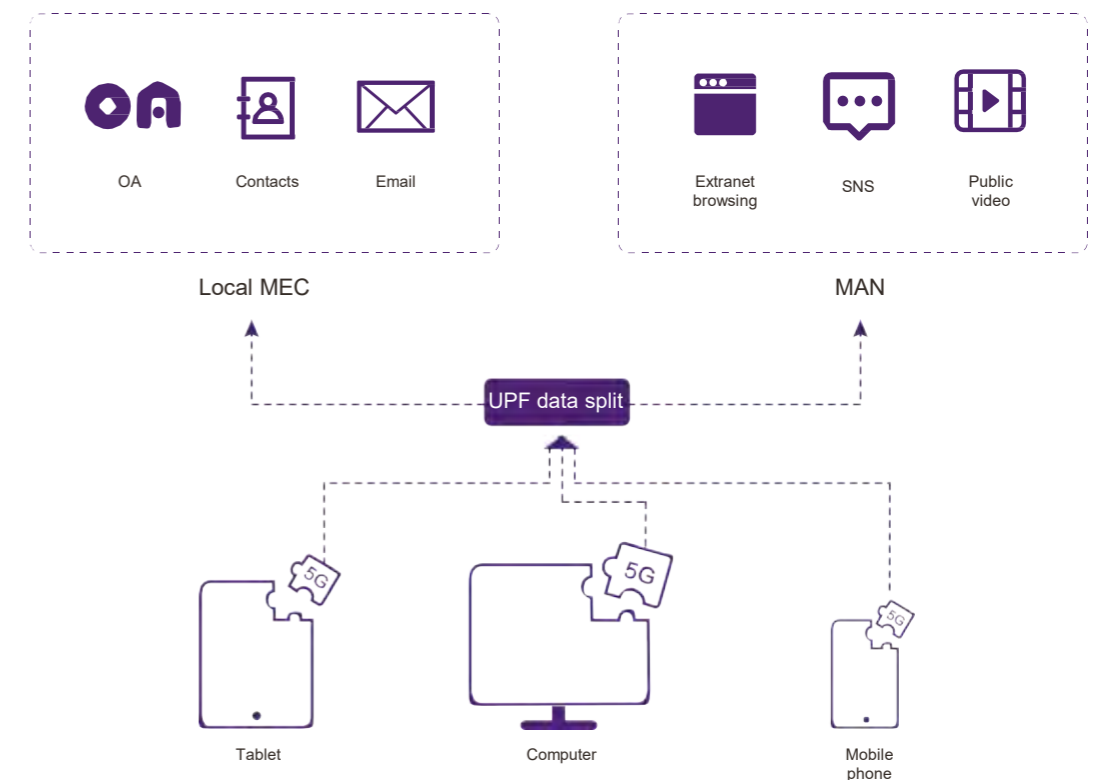 OA
OA
Contacts
Email
Extranet
browsing
SNS
Public
video
Local MEC
MAN
UPF data split
5G
5G
5G
Tablet
Computer
Mobile
phone